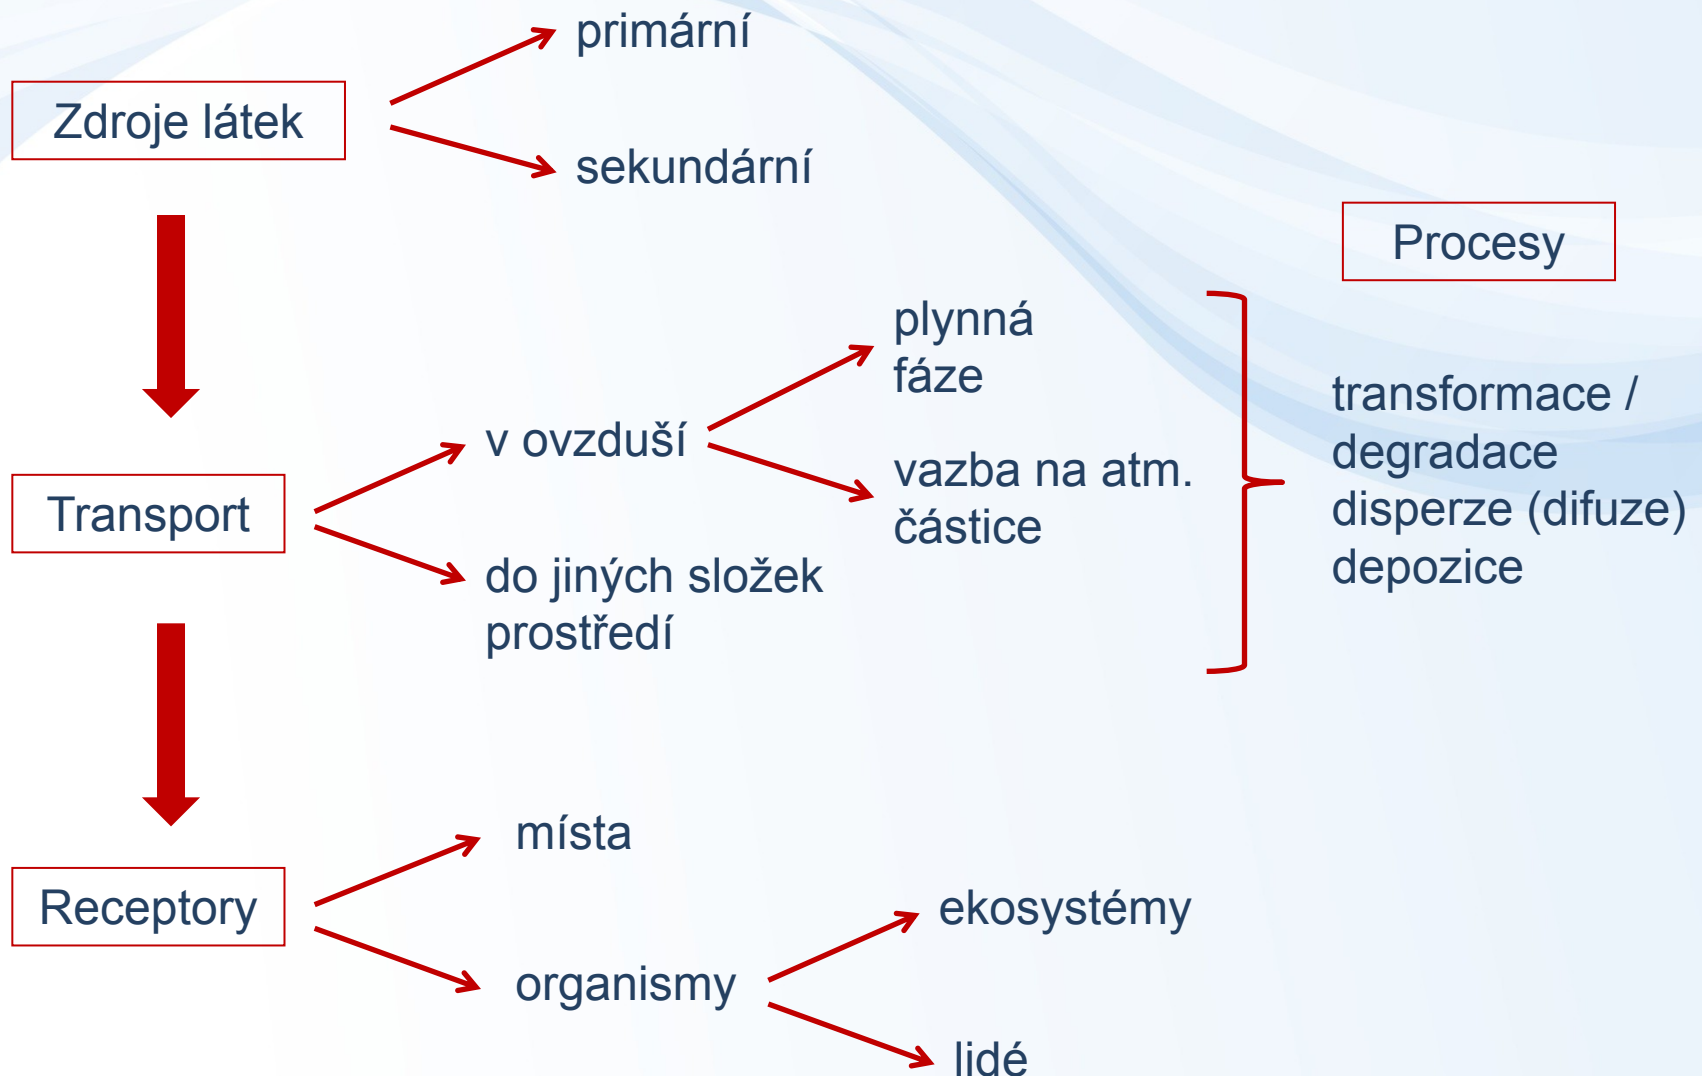 primární
Zdroje látek
sekundární
Procesy
plynná
fáze
v ovzduší
vazba na atm.
částice
Transport
do jiných složek
prostředí
transformace /
degradace
disperze (difuze)
depozice
místa
Receptory
ekosystémy
organismy
lidé